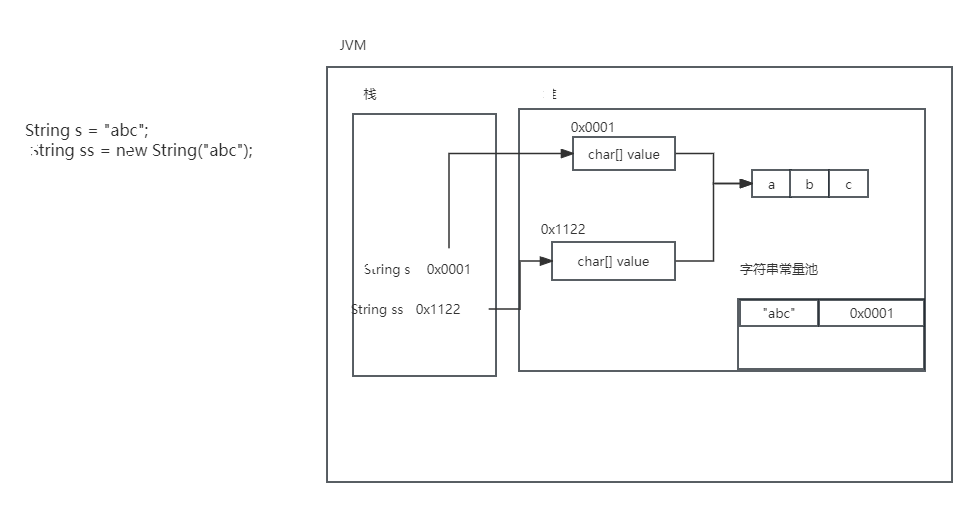 JVM
栈
String s = "abc";
String ss = new String("abc");
0x0001
char[] value
a b c
0x1122
char[] value
String s 0x0001
字符串常量池
String ss 0x1122
"abc" 0x0001